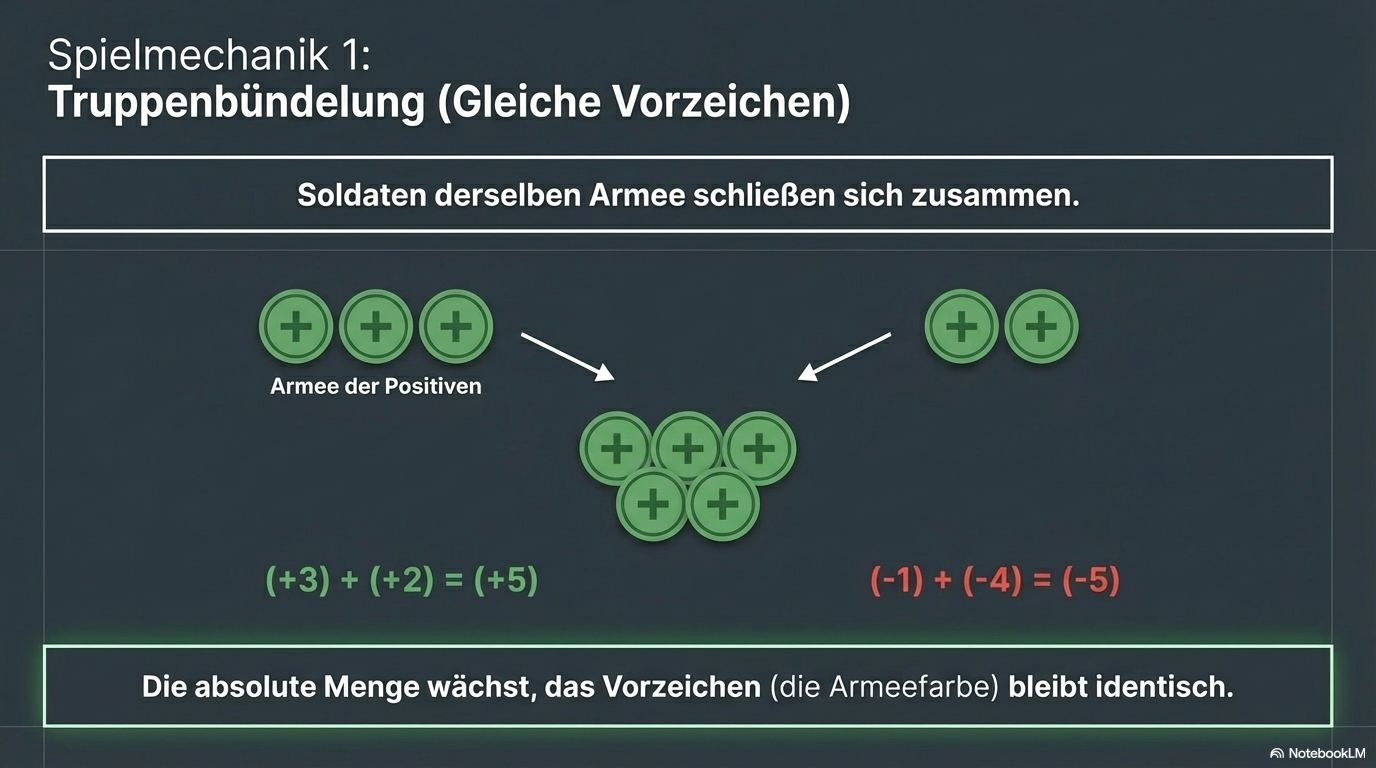 Spielmechanik 1:
Truppenbündelung (Gleiche Vorzeichen)
Soldaten derselben Armee schließen sich zusammen.
+ + +
+ +
Armee der Positiven
+ + +
+ +
(+3) + (+2) = (+5)
(-1) + (-4) = (-5)
Die absolute Menge wächst, das Vorzeichen (die Armeefarbe) bleibt identisch.
NotebookLM